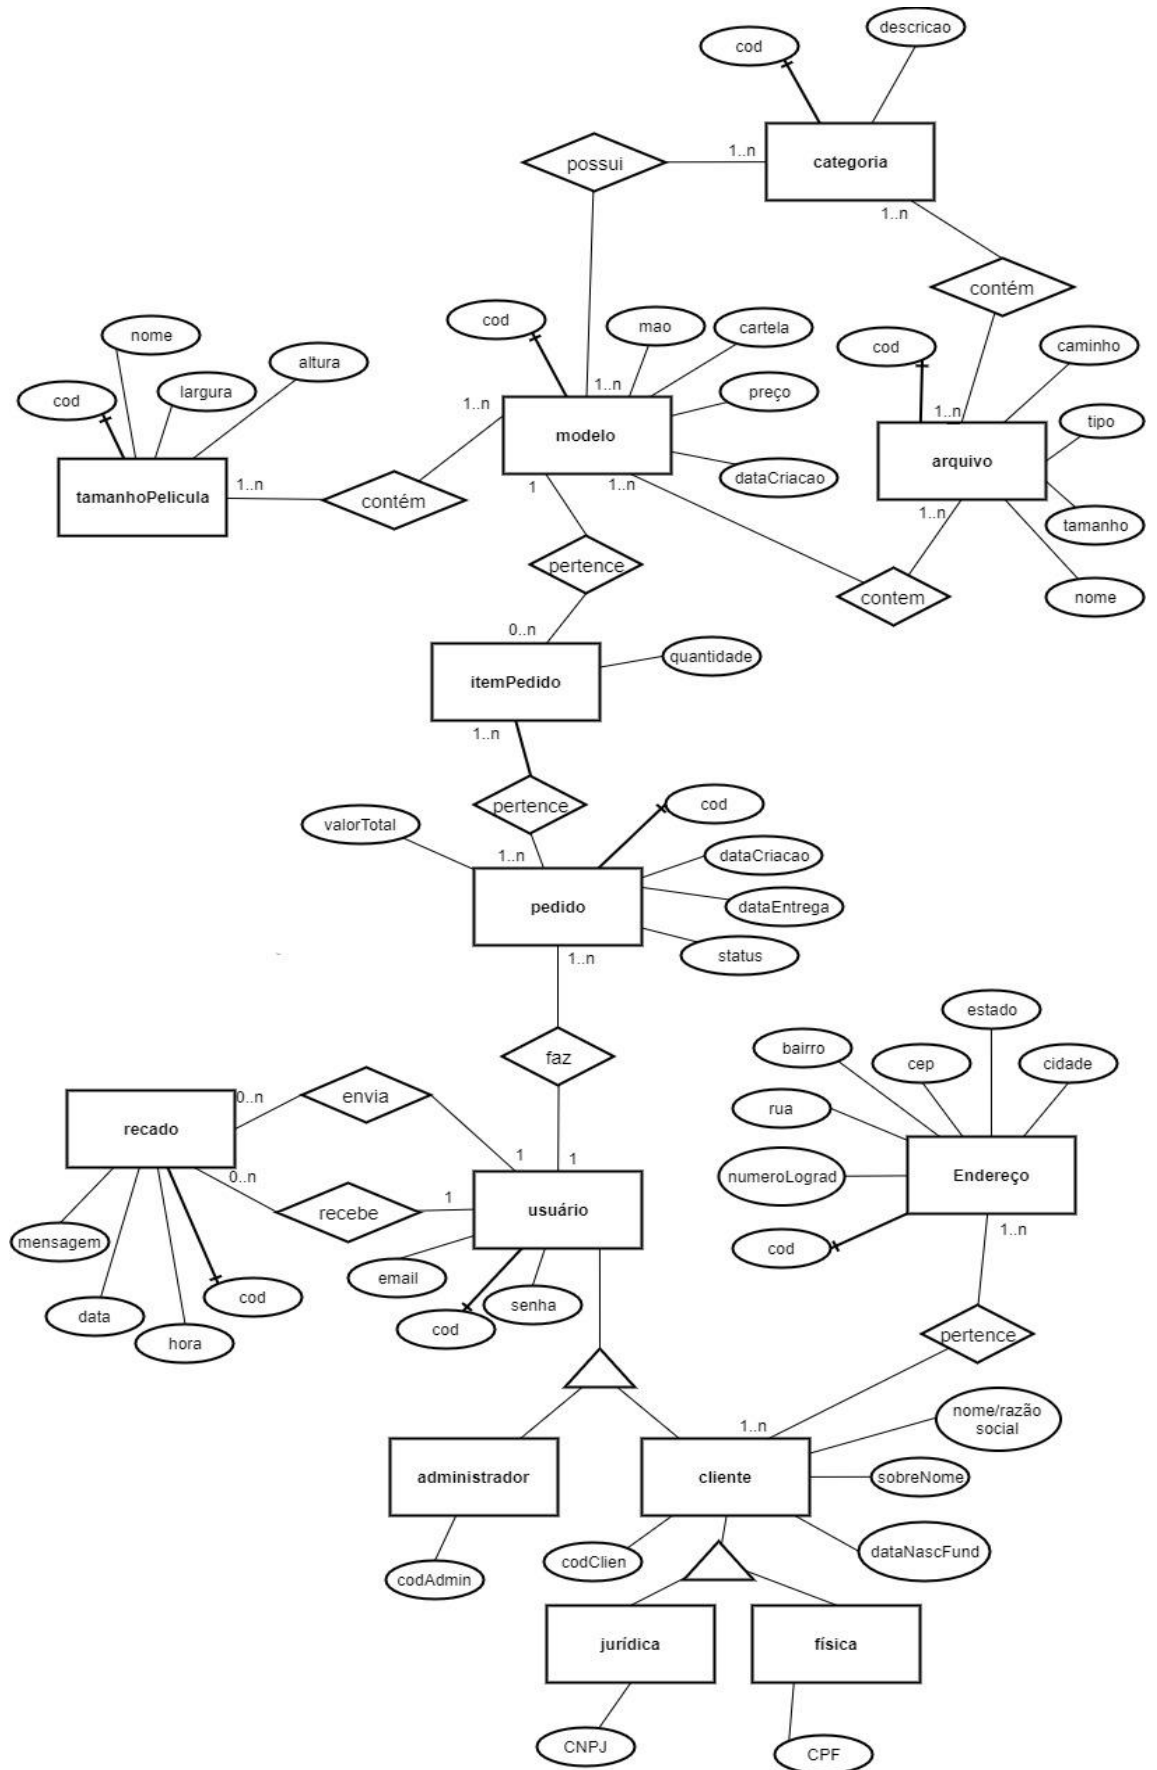 descricao
cod
possui
1..n
categoria
1..n
contém
nome
cod
mao
cartela
cod
caminho
altura
largura
cod
1..n
preço
1..n
1..n
tipo
modelo
arquivo
tamanhoPelicula
1..n
contém
1
1..n
dataCriacao
1..n
tamanho
pertence
contem
nome
0..n
quantidade
itemPedido
1..n
pertence
cod
valorTotal
1..n
dataCriacao
pedido
dataEntrega
1..n
status
estado
bairro
faz
cep
cidade
0..n
envia
rua
recado
1
1
0..n
numeroLograd
Endereço
1
recebe
usuário
mensagem
1..n
cod
email
cod
senha
data
cod
hora
pertence
nome/razão
social
1..n
administrador
cliente
sobreNome
codClien
dataNascFund
codAdmin
jurídica
física
CNPJ
CPF